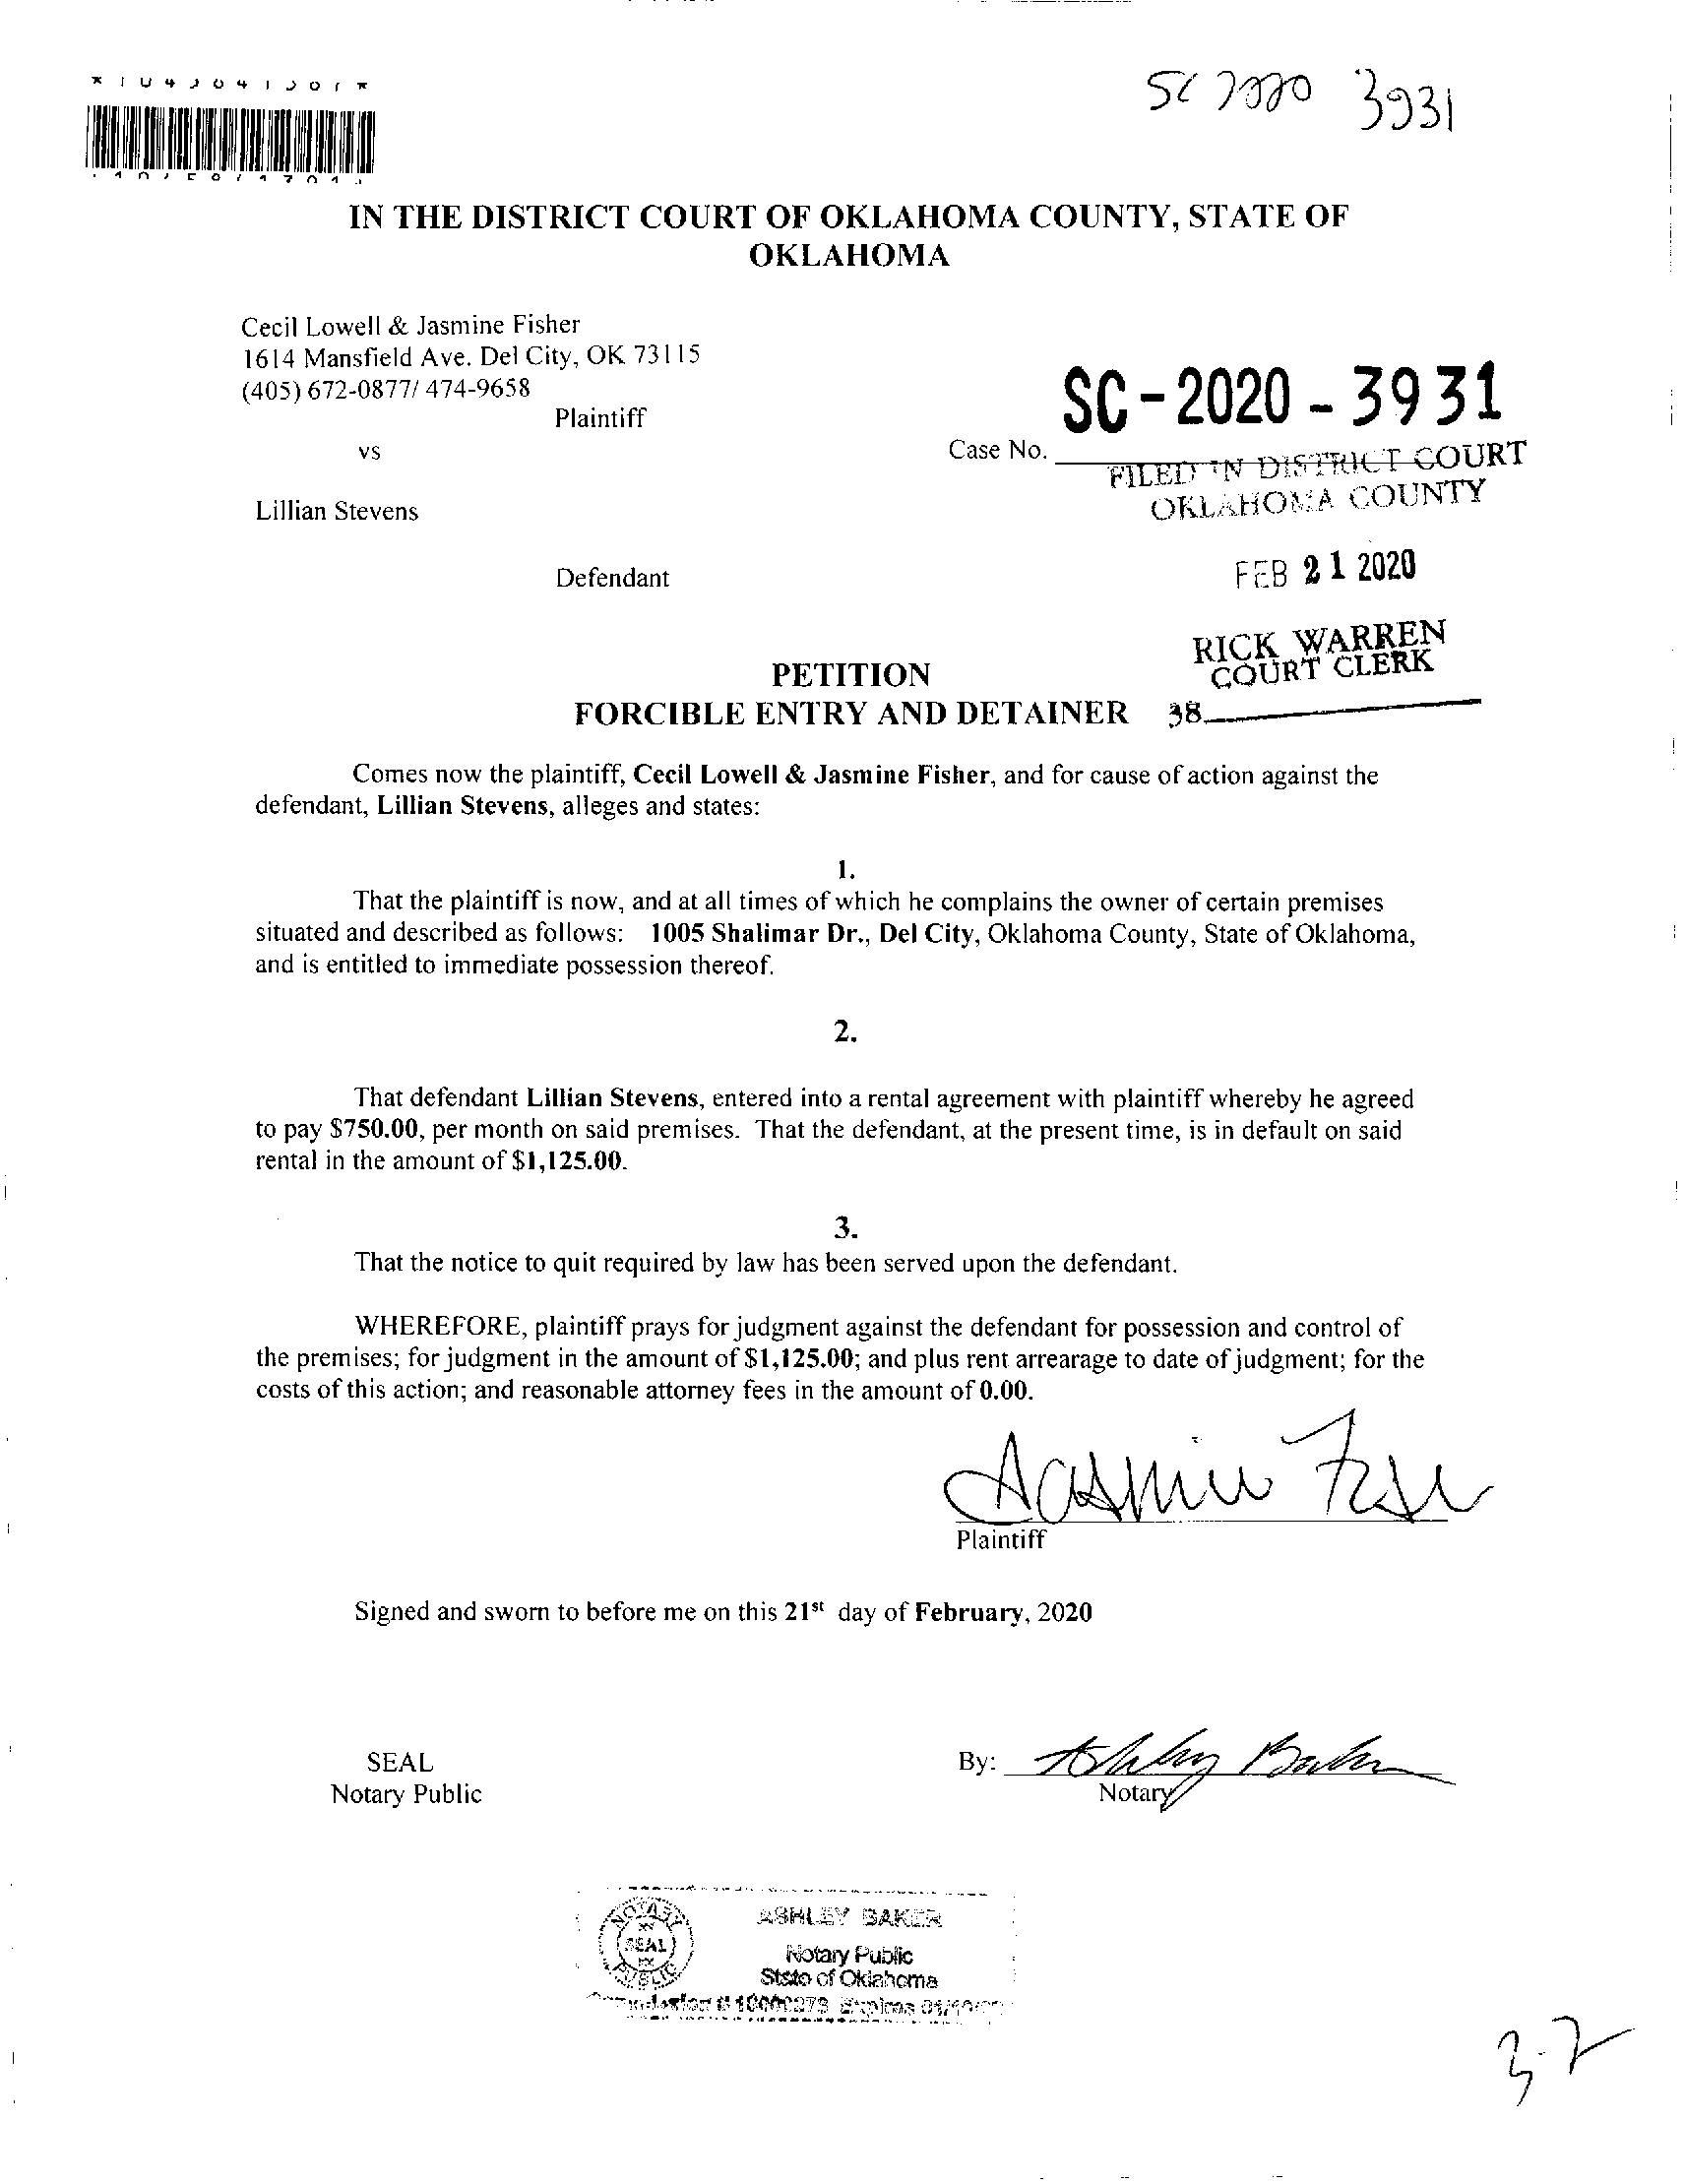 SC 2020 3931
IN THE DISTRICT COURT OF OKLAHOMA COUNTY, STATE OF
OKLAHOMA
Cecil Lowell & Jasmine Fisher
1614 Mansfield Ave. Del City, OK 73115
(405) 672-0877/ 474-9658
Plaintiff
SC-2020-3931
vs
Case No.
FILED IN DISTRICT COURT
OKLAHOMA COUNTY
Lillian Stevens
Defendant
FEB 21 2020
RICK WARREN
COURT CLERK
PETITION
FORCIBLE ENTRY AND DETAINER
38
Comes now the plaintiff, Cecil Lowell & Jasmine Fisher, and for cause of action against the
defendant, Lillian Stevens, alleges and states:
1.
That the plaintiff is now, and at all times of which he complains the owner of certain premises
situated and described as follows: 1005 Shalimar Dr., Del City, Oklahoma County, State of Oklahoma,
and is entitled to immediate possession thereof.
2.
That defendant Lillian Stevens, entered into a rental agreement with plaintiff whereby he agreed
to pay $750.00, per month on said premises. That the defendant, at the present time, is in default on said
rental in the amount of $1,125.00.
3.
That the notice to quit required by law has been served upon the defendant.
WHEREFORE, plaintiff prays for judgment against the defendant for possession and control of
the premises; for judgment in the amount of $1,125.00; and plus rent arrearage to date of judgment; for the
costs of this action; and reasonable attorney fees in the amount of 0.00.
Plaintiff
Signed and sworn to before me on this 21st day of February, 2020
SEAL
Notary Public
By: Ashley Baker
Notary
NOTARY
SEAL
PUBLIC
ASHLEY BAKER
Notary Public
State of Oklahoma
Expires
3-2